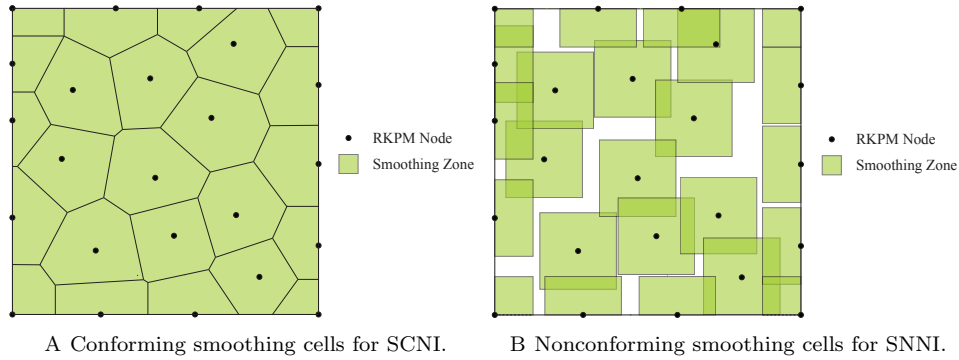 RKPM Node
Smoothing Zone
RKPM Node
Smoothing Zone
A Conforming smoothing cells for SCNI.
B Nonconforming smoothing cells for SNNI.